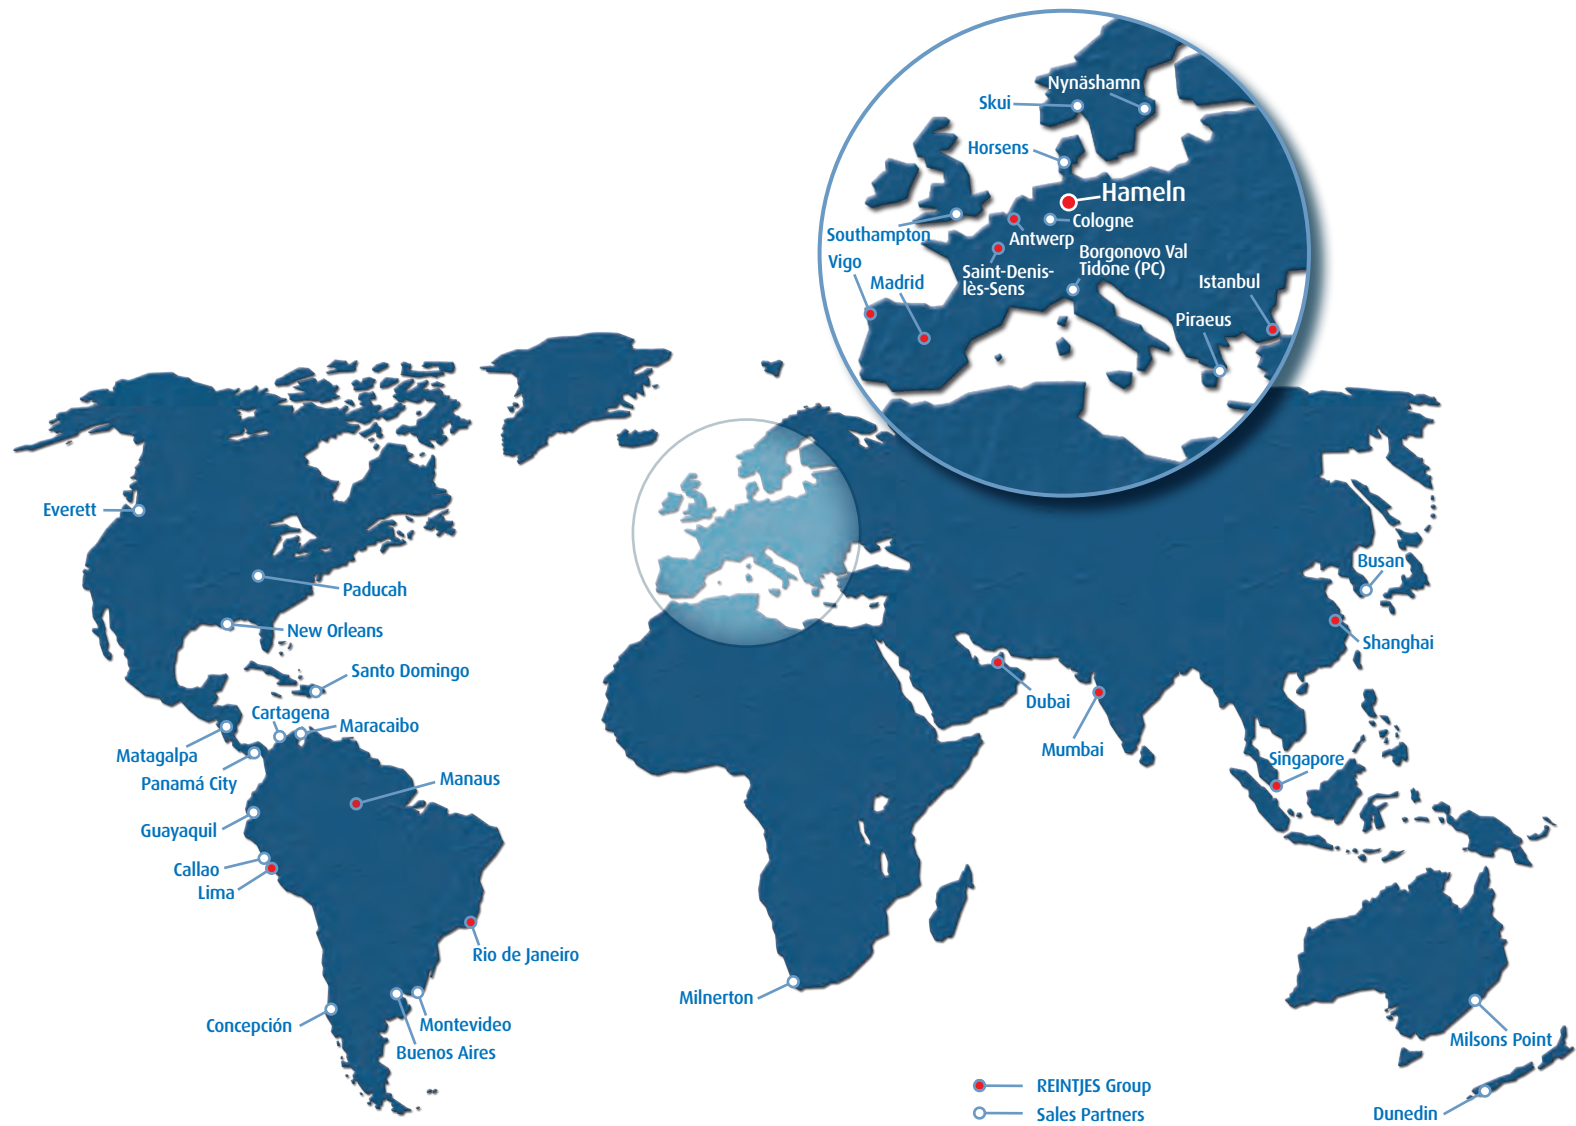 Nynäshamn
Skui
Horsens
Hameln
Cologne
Southampton
Antwerp
Borgonovo Val
Tidone (PC)
Vigo
Saint-Denis-
lès-Sens
Madrid
Istanbul
Piraeus
Everett
Busan
Paducah
New Orleans
Shanghai
Santo Domingo
Dubai
Cartagena
Maracaibo
Mumbai
Matagalpa
Singapore
Panamá City
Manaus
Guayaquil
Callao
Lima
Rio de Janeiro
Milnerton
Concepción
Montevideo
Milsons Point
Buenos Aires
REINTJES Group
Sales Partners
Dunedin